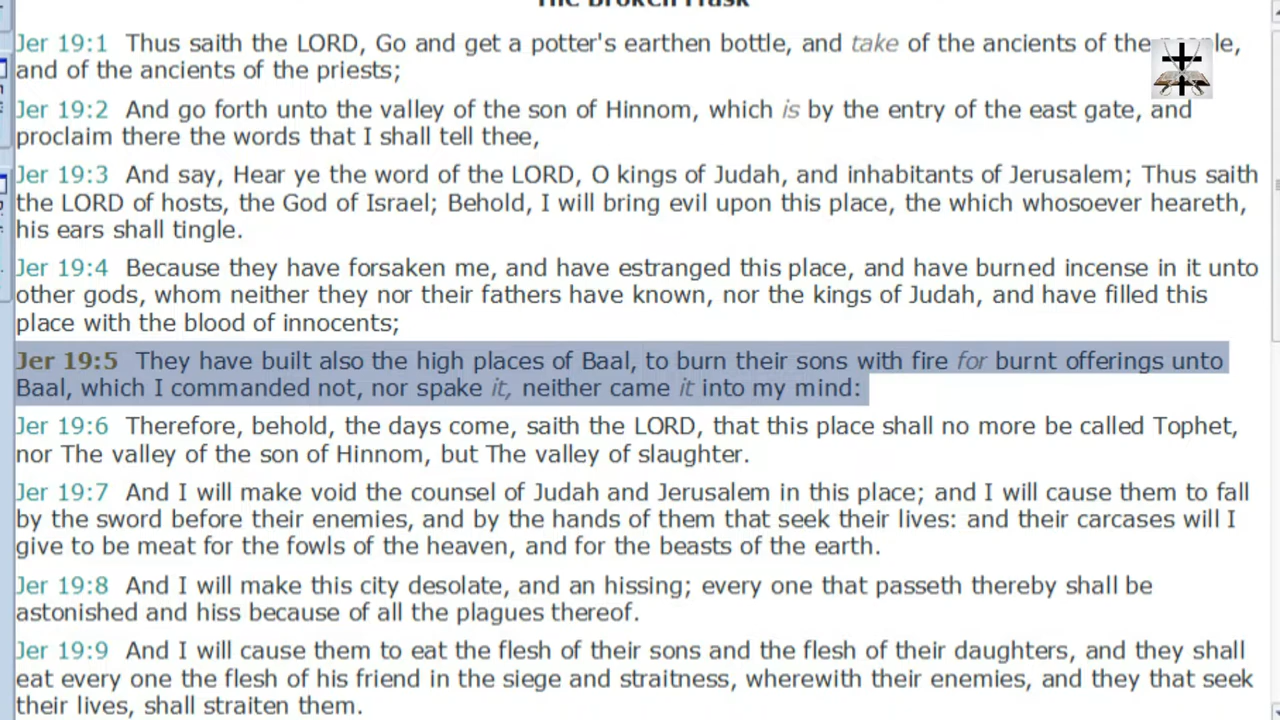 The Broken Flask
Jer 19:1 Thus saith the LORD, Go and get a potter's earthen bottle, and take of the ancients of the people,
and of the ancients of the priests;
Jer 19:2 And go forth unto the valley of the son of Hinnom, which is by the entry of the east gate, and
proclaim there the words that I shall tell thee,
Jer 19:3 And say, Hear ye the word of the LORD, O kings of Judah, and inhabitants of Jerusalem; Thus saith
the LORD of hosts, the God of Israel; Behold, I will bring evil upon this place, the which whosoever heareth,
his ears shall tingle.
Jer 19:4 Because they have forsaken me, and have estranged this place, and have burned incense in it unto
other gods, whom neither they nor their fathers have known, nor the kings of Judah, and have filled this
place with the blood of innocents;
Jer 19:5 They have built also the high places of Baal, to burn their sons with fire for burnt offerings unto
Baal, which I commanded not, nor spake it, neither came it into my mind:
Jer 19:6 Therefore, behold, the days come, saith the LORD, that this place shall no more be called Tophet,
nor The valley of the son of Hinnom, but The valley of slaughter.
Jer 19:7 And I will make void the counsel of Judah and Jerusalem in this place; and I will cause them to fall
by the sword before their enemies, and by the hands of them that seek their lives: and their carcases will I
give to be meat for the fowls of the heaven, and for the beasts of the earth.
Jer 19:8 And I will make this city desolate, and an hissing; every one that passeth thereby shall be
astonished and hiss because of all the plagues thereof.
Jer 19:9 And I will cause them to eat the flesh of their sons and the flesh of their daughters, and they shall
eat every one the flesh of his friend in the siege and straitness, wherewith their enemies, and they that seek
their lives, shall straiten them.